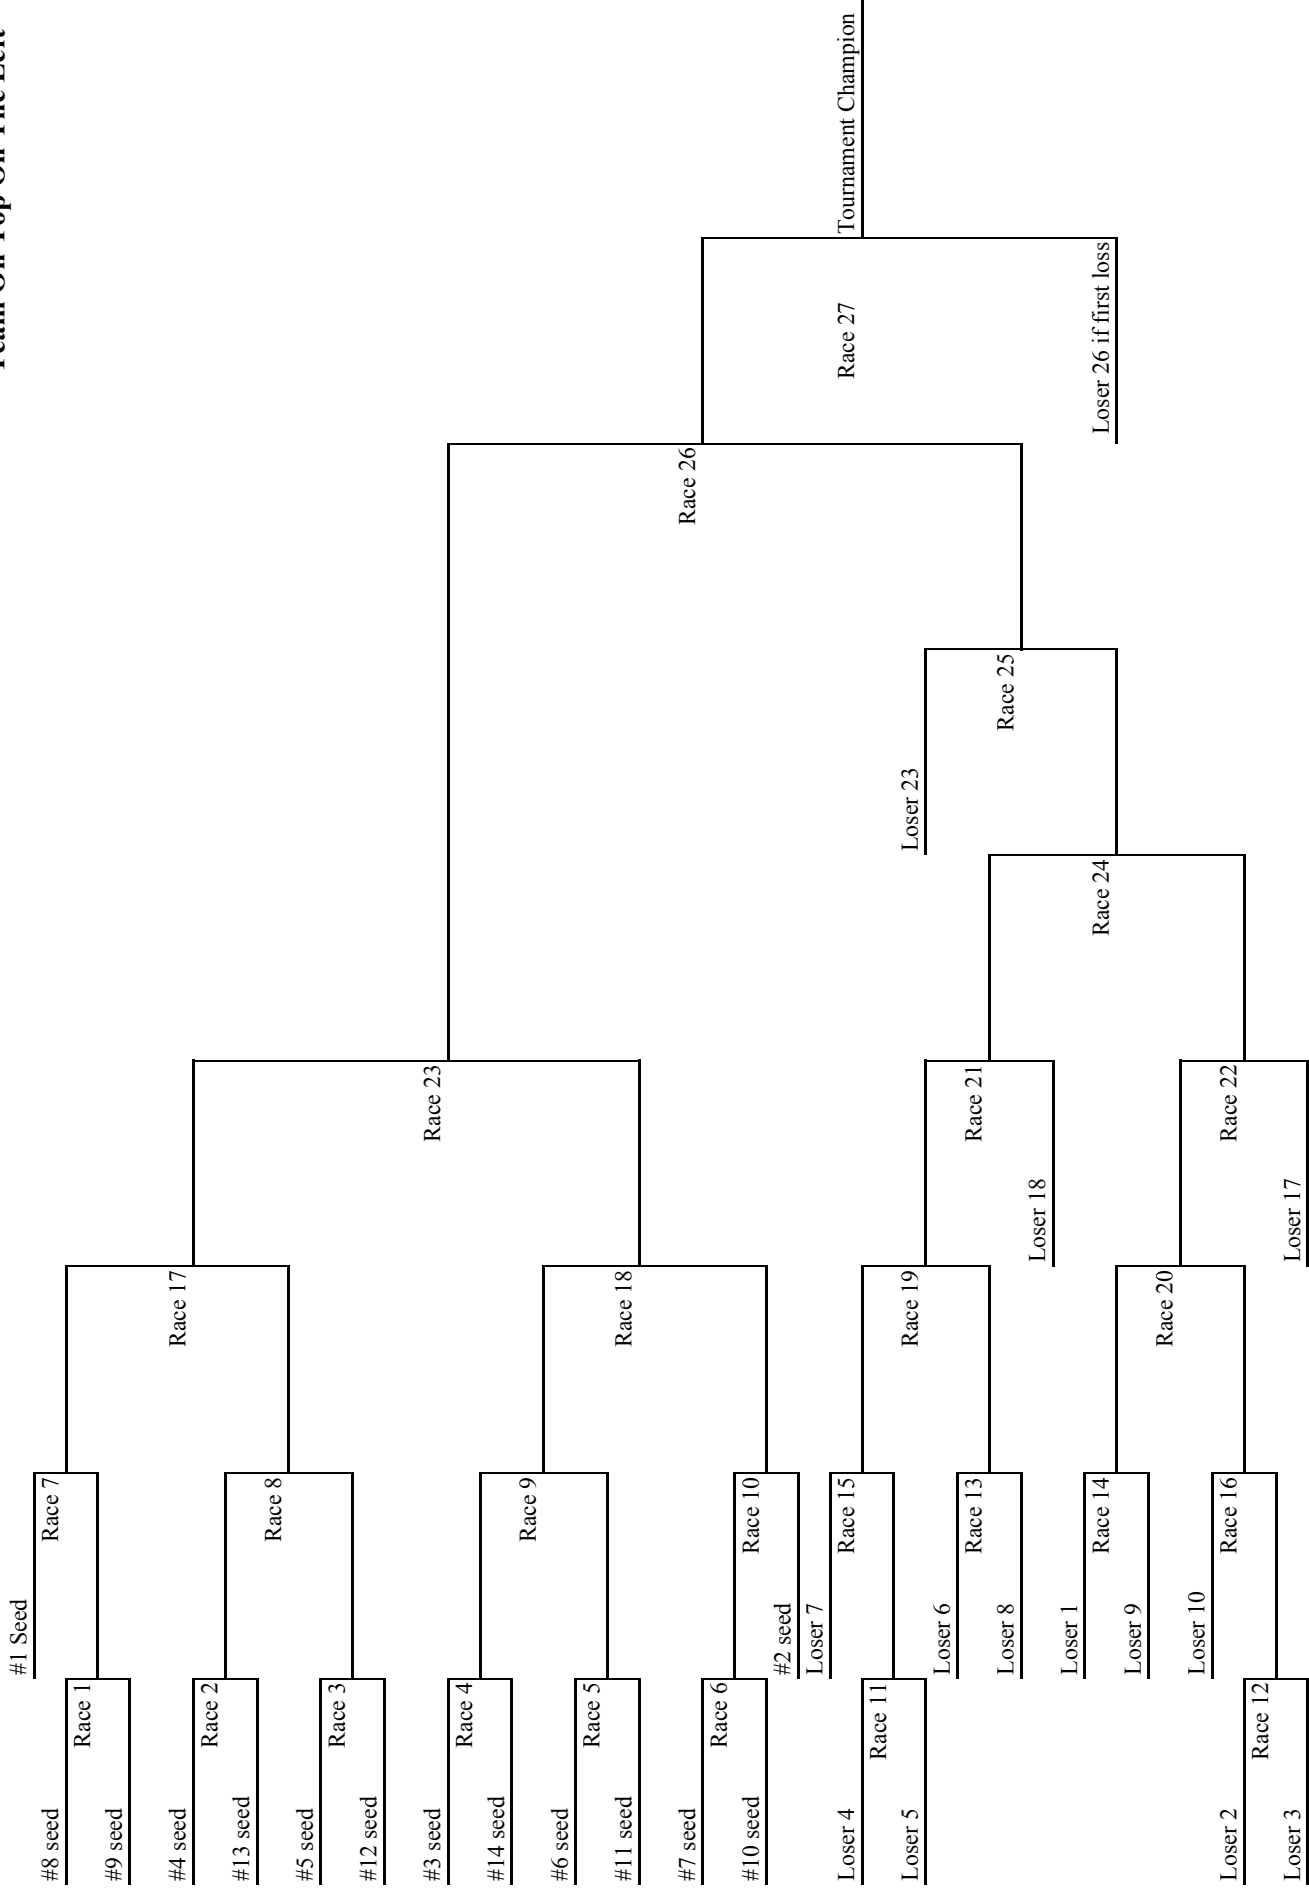 Team On Top On The Left
#1 Seed
#8 seed
Race 1
#9 seed
Race 7
#4 seed
Race 2
#13 seed
Race 17
Race 8
#5 seed
Race 3
#12 seed
Race 23
#3 seed
Race 4
#14 seed
Race 9
#6 seed
Race 5
#11 seed
Race 18
Race 26
#7 seed
Race 6
#10 seed
Race 10
#2 seed
Loser 7
Loser 4
Race 15
Race 27
Tournament Champion
Race 11
Loser 5
Race 19
Loser 23
Loser 6
Race 13
Race 21
Loser 8
Race 25
Loser 18
Loser 1
Race 14
Race 24
Loser 26 if first loss
Loser 9
Race 20
Loser 10
Loser 2
Race 16
Race 22
Race 12
Loser 3
Loser 17